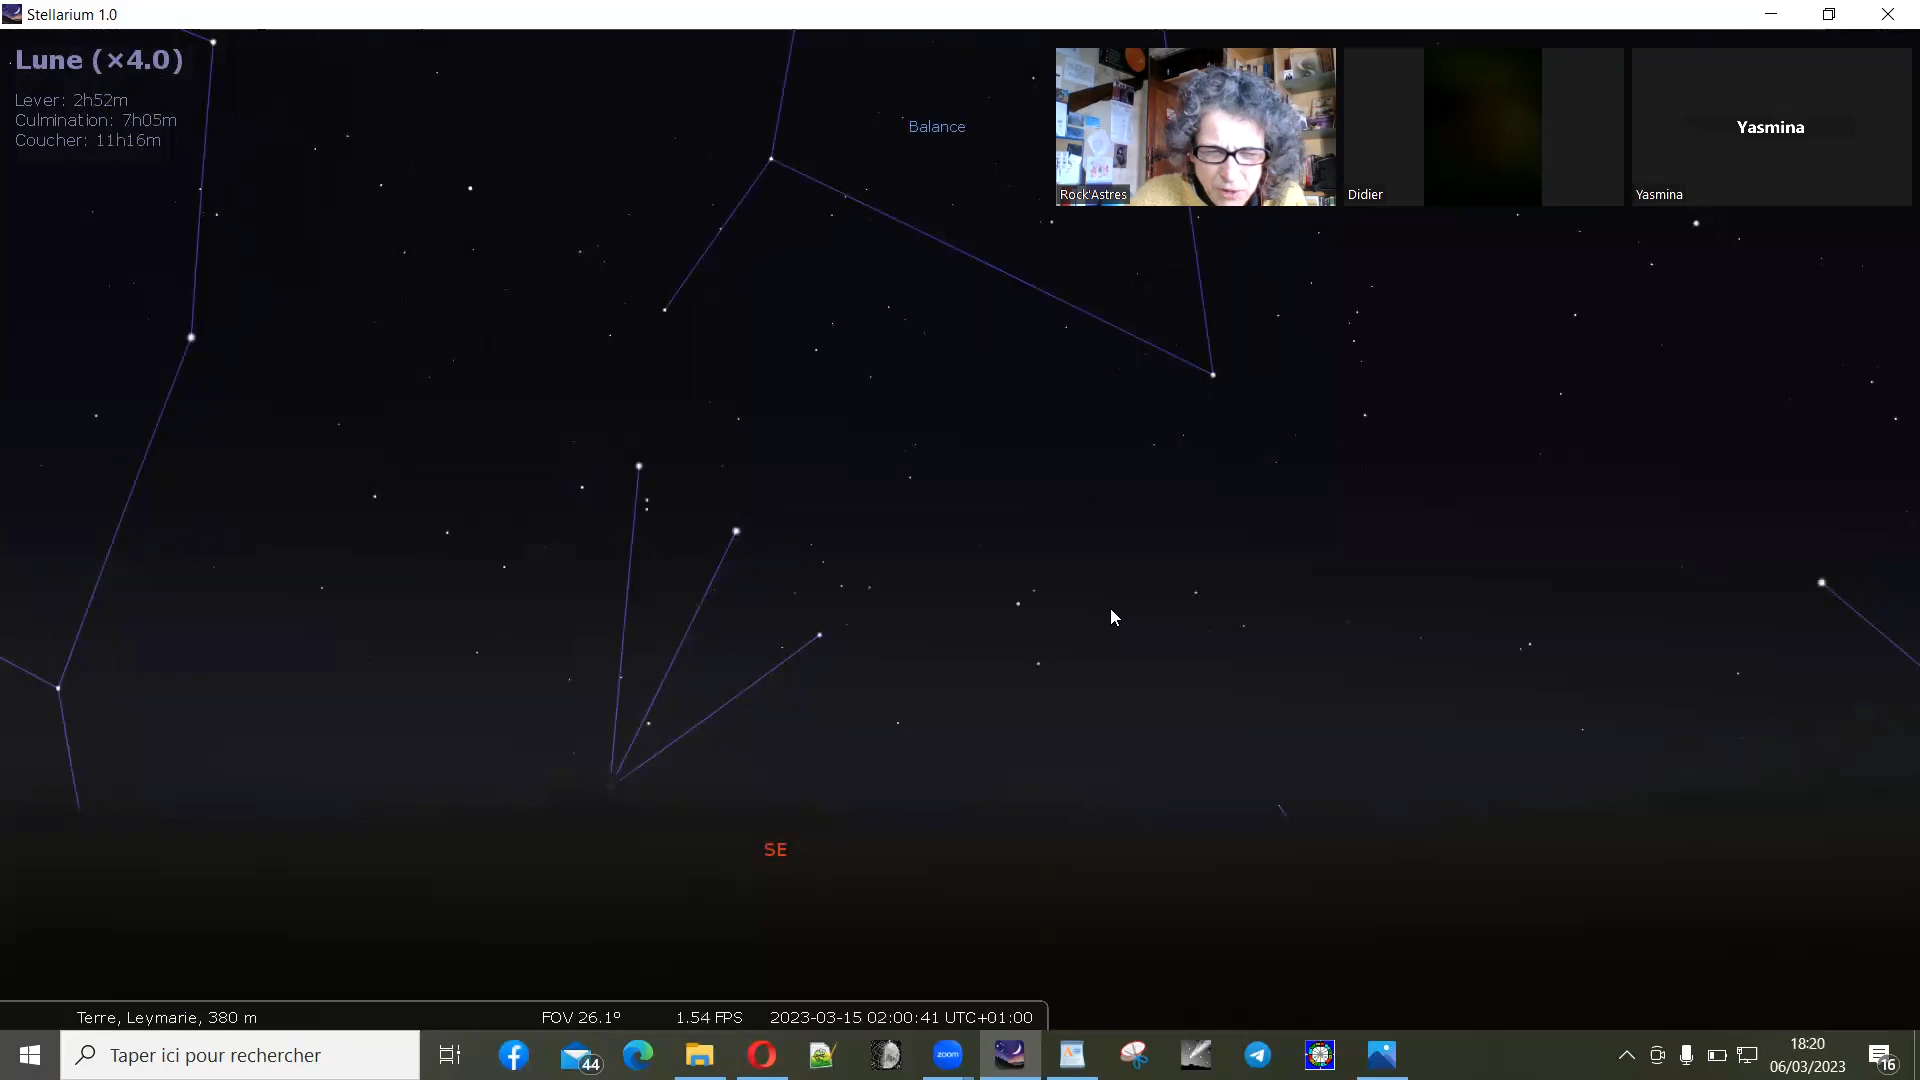 Stellarium 1.0
Lune (×4.0)
Lever: 2h52m
Culmination: 7h05m
Coucher: 11h16m
Balance
Rock'Astres
Didier
Yasmina
Yasmina
SE
Terre, Leymarie, 380 m
FOV 26.1°
1.54 FPS
2023-03-15 02:00:41 UTC+01:00
Taper ici pour rechercher
44
zoom
18:20
06/03/2023
16